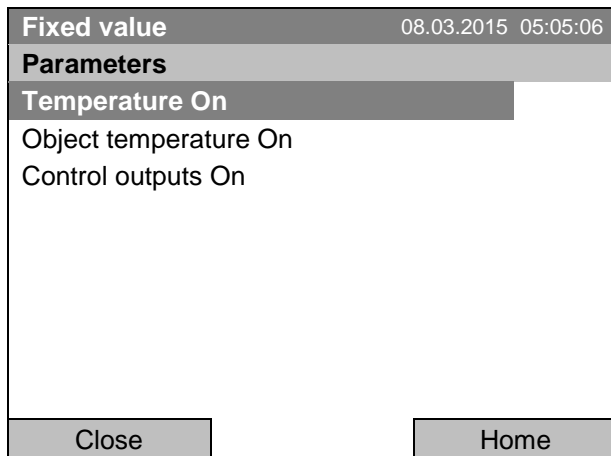 Fixed value 08.03.2015 05:05:06
Parameters
Temperature On
Object temperature On
Control outputs On
Close Home